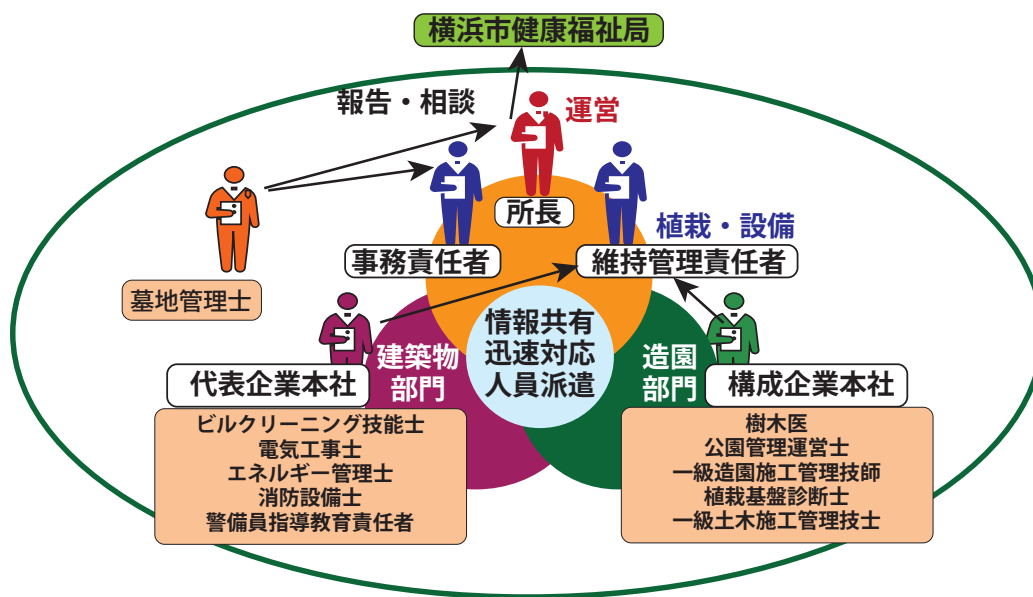 横浜市健康福祉局
報告・相談
運営
所長
植栽・設備
事務責任者
維持管理責任者
墓地管理士
情報共有
迅速対応
人員派遣
建築物
部門
造園
部門
代表企業本社
ビルクリーニング技能士
電気工事士
エネルギー管理士
消防設備士
警備員指導教育責任者
構成企業本社
樹木医
公園管理運営士
一級造園施工管理技師
植栽基盤診断士
一級土木施工管理技士